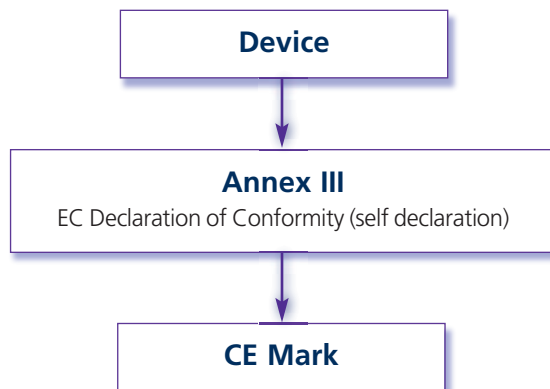 Device
Annex III
EC Declaration of Conformity (self declaration)
CE Mark